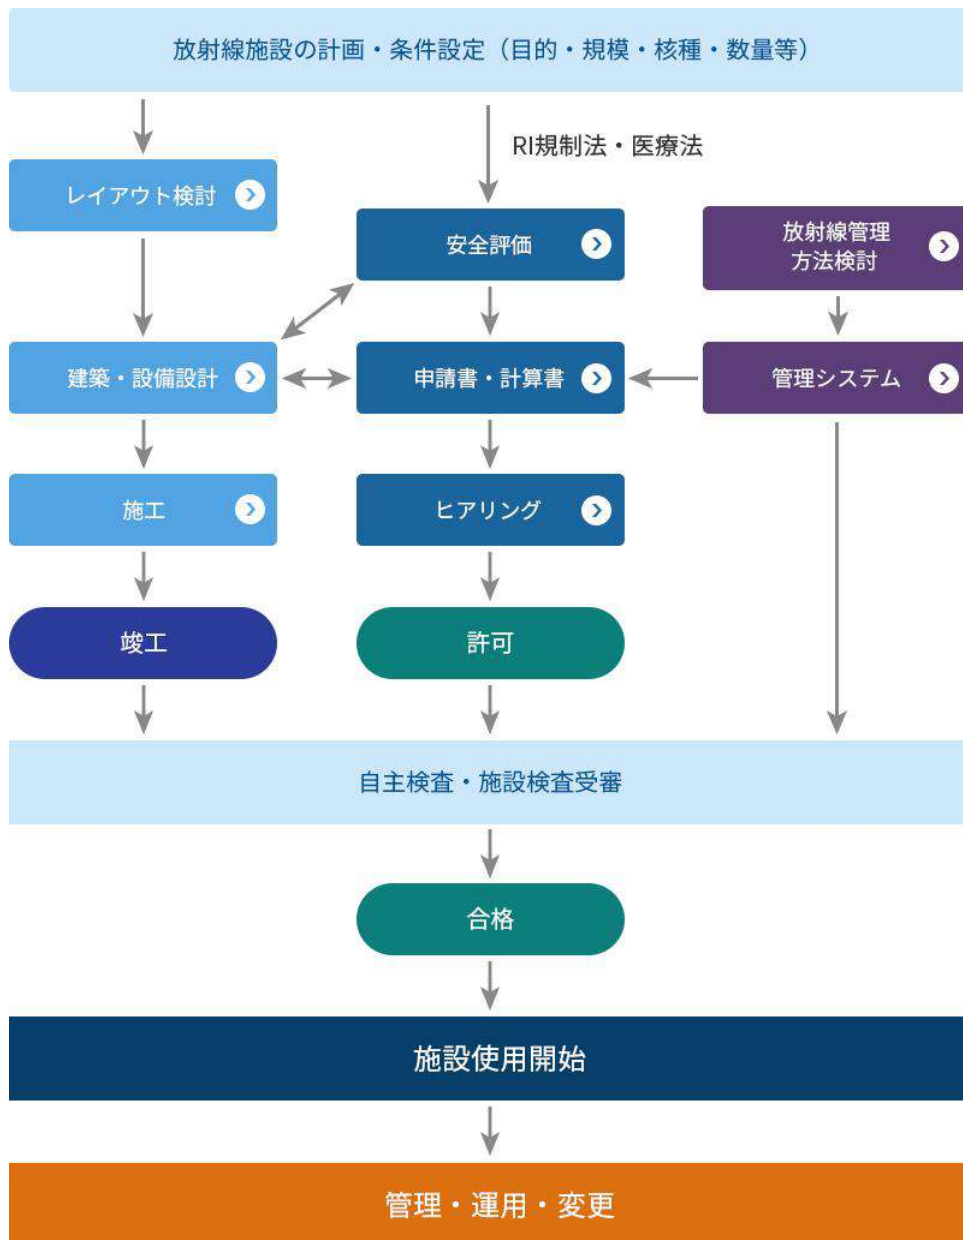 放射線施設の計画・条件設定（目的・規模・核種・数量等）
RI規制法・医療法
レイアウト検討
安全評価
放射線管理
方法検討
建築・設備設計
申請書・計算書
管理システム
施工
ヒアリング
竣工
許可
自主検査・施設検査受審
合格
施設使用開始
管理・運用・変更